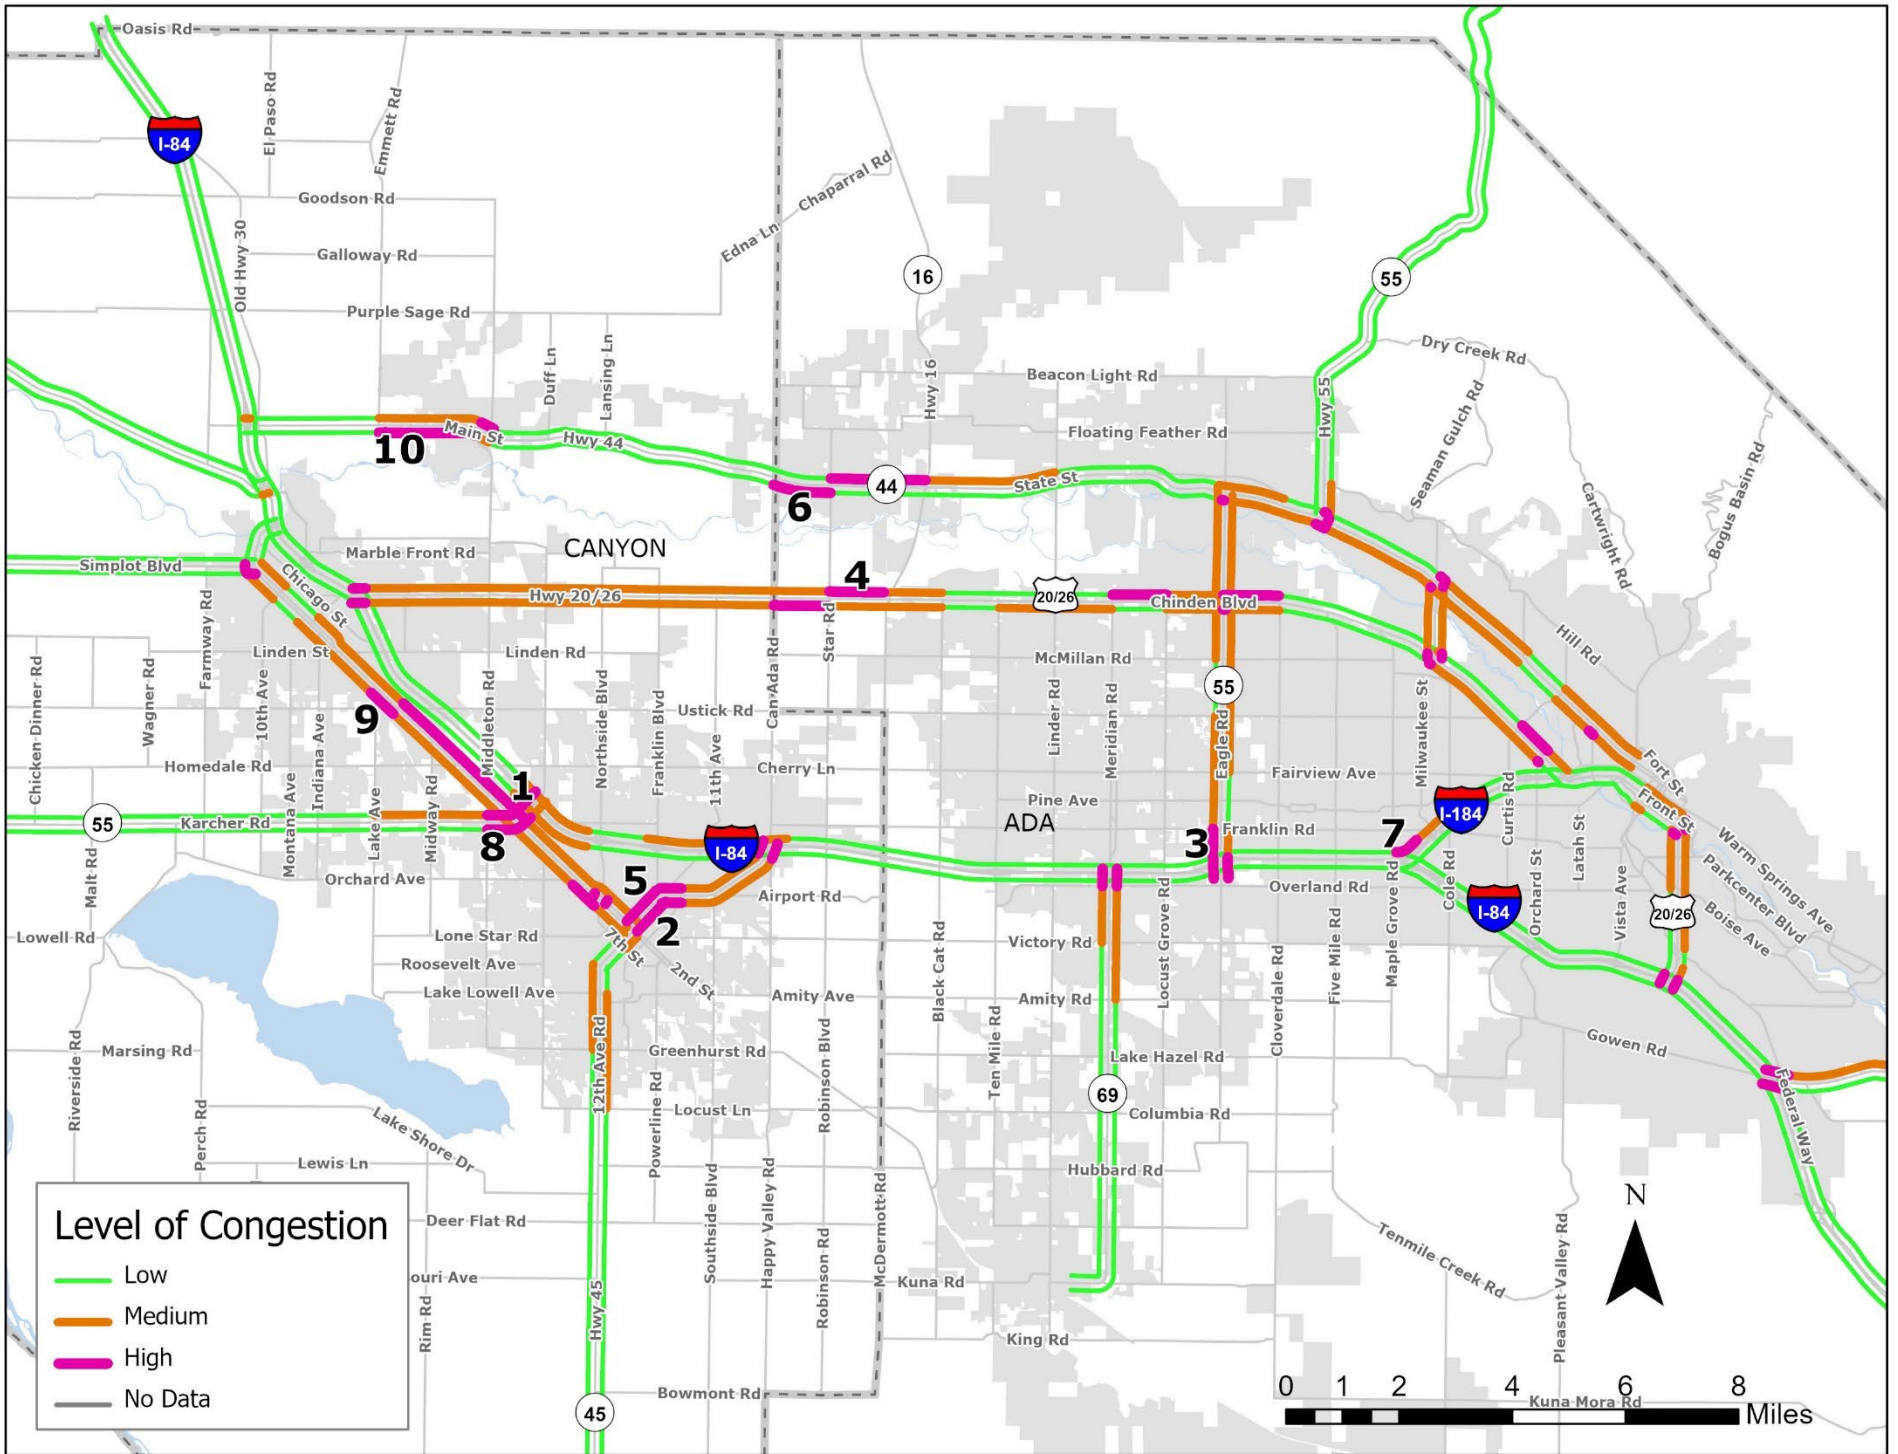 Oasis Rd
I-84
El Paso Rd
Emmett Rd
Chaparral Rd
Goodson Rd
Old Hwy 30
Edna Ln
Galloway Rd
16
55
Purple Sage Rd
Duff Ln
Lansing Ln
Hwy 16
Beacon Light Rd
Hwy 55
Dry Creek Rd
Seaman Gulch Rd
Bogus Basin Rd
Cartwright Rd
Main St
10
Hwy 44
Floating Feather Rd
44
State St
6
Simplot Blvd
Marble Front Rd
CANYON
Chicago St
Hwy 20/26
4
20/26
Chinden Blvd
Farmway Rd
Star Rd
Hill Rd
Linden St
Linden Rd
McMillan Rd
Chicken Dinner Rd
Wagner Rd
10th Ave
Indiana Ave
Montana Ave
Lake Ave
Midway Rd
Middleton Rd
Northside Blvd
Franklin Blvd
11th Ave
Can Ada Rd
Linder Rd
Meridian Rd
55
Eagle Rd
Milwaukee St
9
Ustick Rd
Homedale Rd
1
Cherry Ln
Fairview Ave
Fort St
Front St
Curtis Rd
55
Karcher Rd
8
Pine Ave
ADA
I-84
3
Franklin Rd
7
I-184
Latah St
Warm Springs Ave
Malt Rd
Orchard Ave
5
Airport Rd
Overland Rd
Maple Grove Rd
Cole Rd
I-84
Orchard St
Vista Ave
20/26
Parkcenter Blvd
Boise Ave
Lowell Rd
Lone Star Rd
2
7th St
2nd St
Victory Rd
Locust Grove Rd
Five Mile Rd
Cloverdale Rd
Black Cat Rd
Roosevelt Ave
Lake Lowell Ave
Amity Ave
Amity Rd
Ten Mile Rd
Riverside Rd
Marsing Rd
12th Ave Rd
Greenhurst Rd
Robinson Blvd
Lake Hazel Rd
Gowen Rd
Federal Way
Perch Rd
Lake Shore Dr
Powerline Rd
Locust Ln
69
Columbia Rd
Lewis Ln
Hubbard Rd
N
Level of Congestion
Low
Medium
High
No Data
Deer Flat Rd
ouri Ave
Rim Rd
Hwy 45
Southside Blvd
Happy Valley Rd
Robinson Rd
McDermott Rd
Kuna Rd
King Rd
Tenmile Creek Rd
Pleasant Valley Rd
45
Bowmont Rd
Kuna Mora Rd
0 1 2 4 6 8
Miles